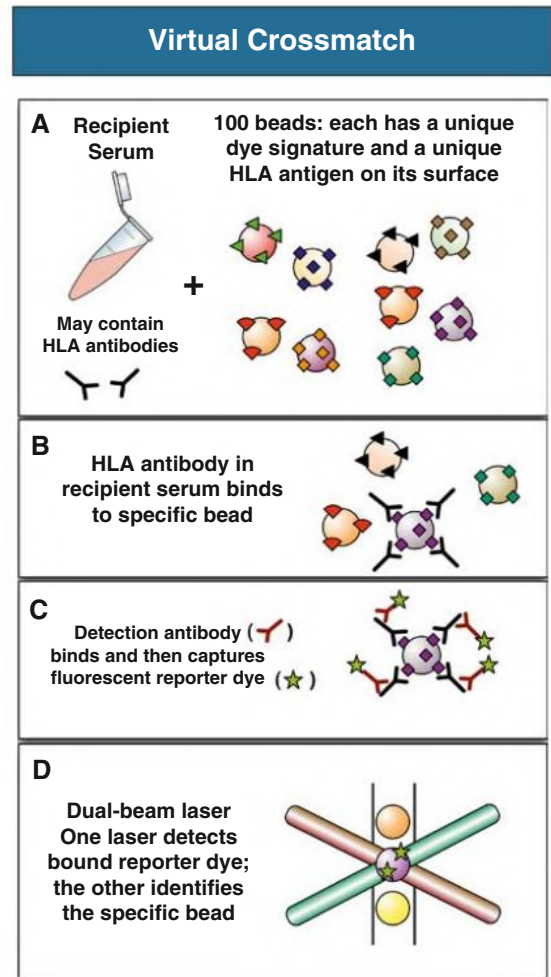 Virtual Crossmatch
A
Recipient
Serum
100 beads: each has a unique
dye signature and a unique
HLA antigen on its surface
+
May contain
HLA antibodies
B
HLA antibody in
recipient serum binds
to specific bead
C
Detection antibody ( )
binds and then captures
fluorescent reporter dye ( )
D
Dual-beam laser
One laser detects
bound reporter dye;
the other identifies
the specific bead